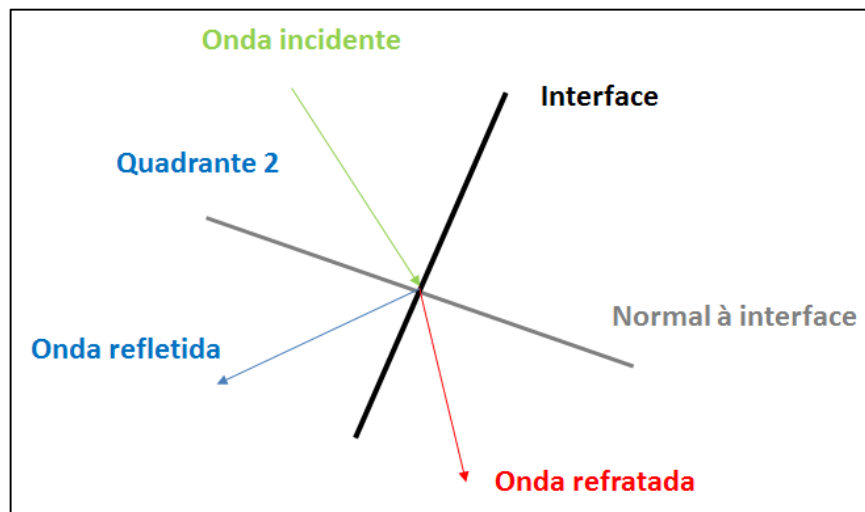 Onda incidente
Interface
Quadrante 2
Normal à interface
Onda refletida
Onda refratada